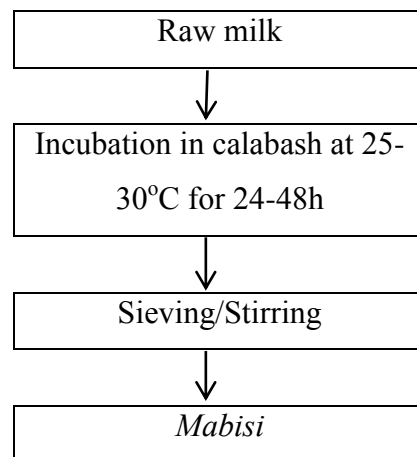 Raw milk
Incubation in calabash at 25-
30°C for 24-48h
Sieving/Stirring
Mabisi